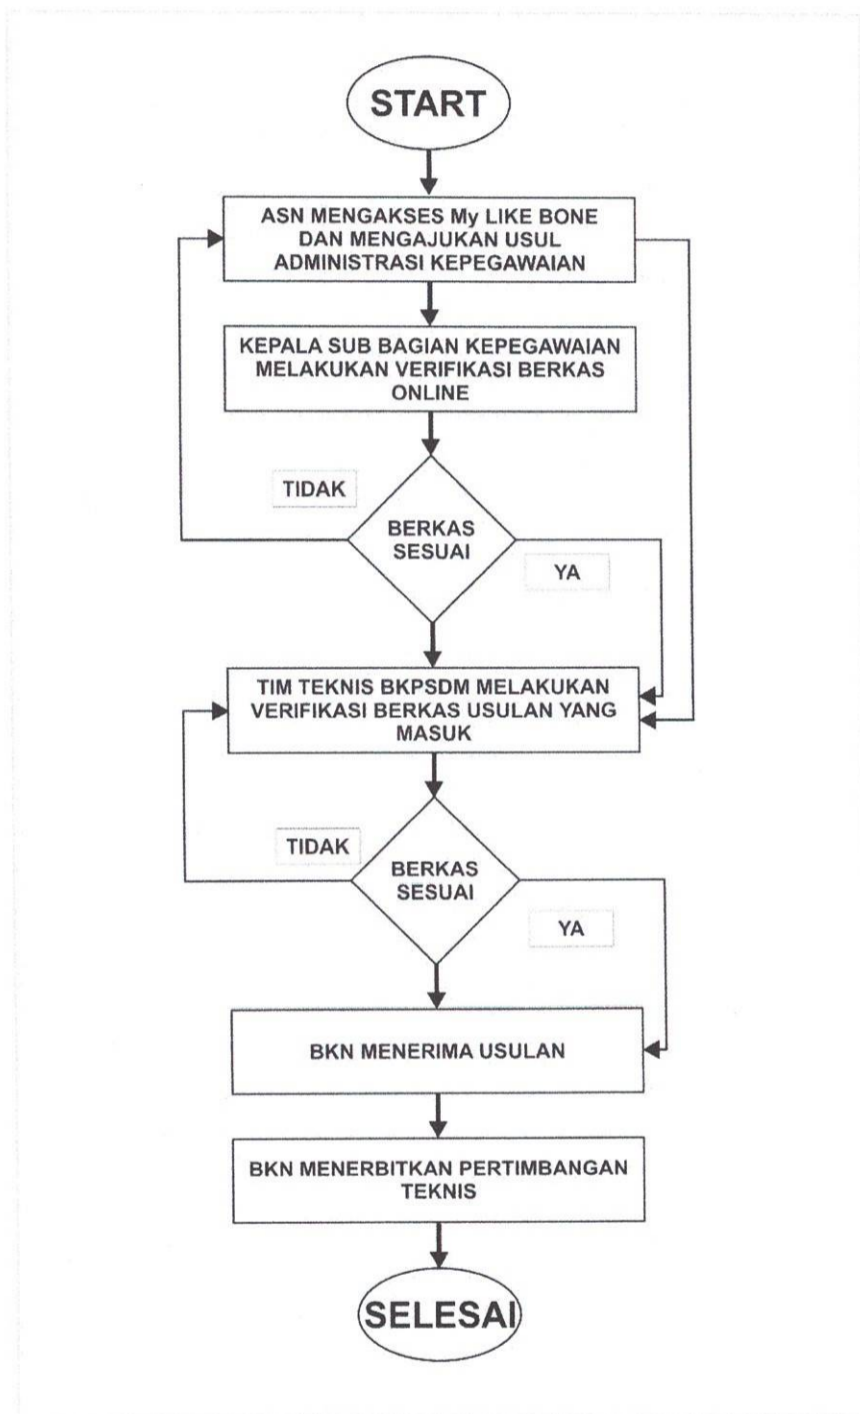 START
ASN MENGAKSES My LIKE BONE
DAN MENGAJUKAN USUL
ADMINISTRASI KEPEGAWAIAN
KEPALA SUB BAGIAN KEPEGAWAIAN
MELAKUKAN VERIFIKASI BERKAS
ONLINE
TIDAK
BERKAS
SESUAI
YA
TIM TEKNIS BKPSDM MELAKUKAN
VERIFIKASI BERKAS USULAN YANG
MASUK
TIDAK
BERKAS
SESUAI
YA
BKN MENERIMA USULAN
BKN MENERBITKAN PERTIMBANGAN
TEKNIS
SELESAI